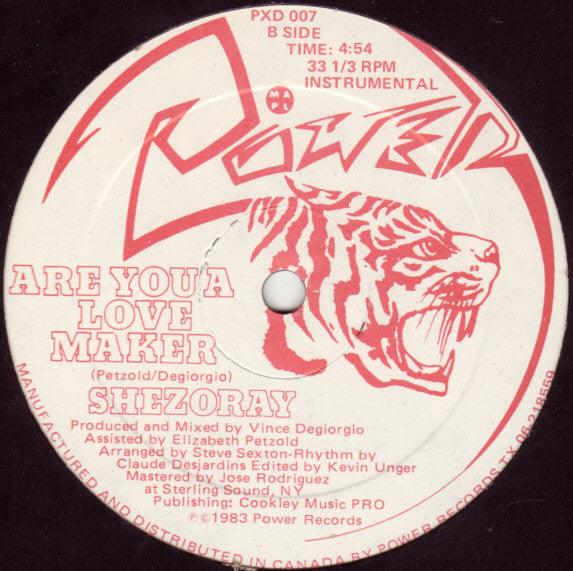 PXD 007
B SIDE
TIME: 4:54
33 1/3 RPM
INSTRUMENTAL
MAPL
POWER
ARE YOU A
LOVE
MAKER
(Petzold/Degiorgio)
SHEZORAY
Produced and Mixed by Vince Degiorgio
Assisted by Elizabeth Petzold
Arranged by Steve Sexton-Rhythm by
Claude Desjardins Edited by Kevin Unger
Mastered by Jose Rodriguez
at Sterling Sound, NY
Publishing: Cookley Music PRO
℗©1983 Power Records
MANUFACTURED AND DISTRIBUTED IN CANADA BY POWER RECORDS TX 06-218559